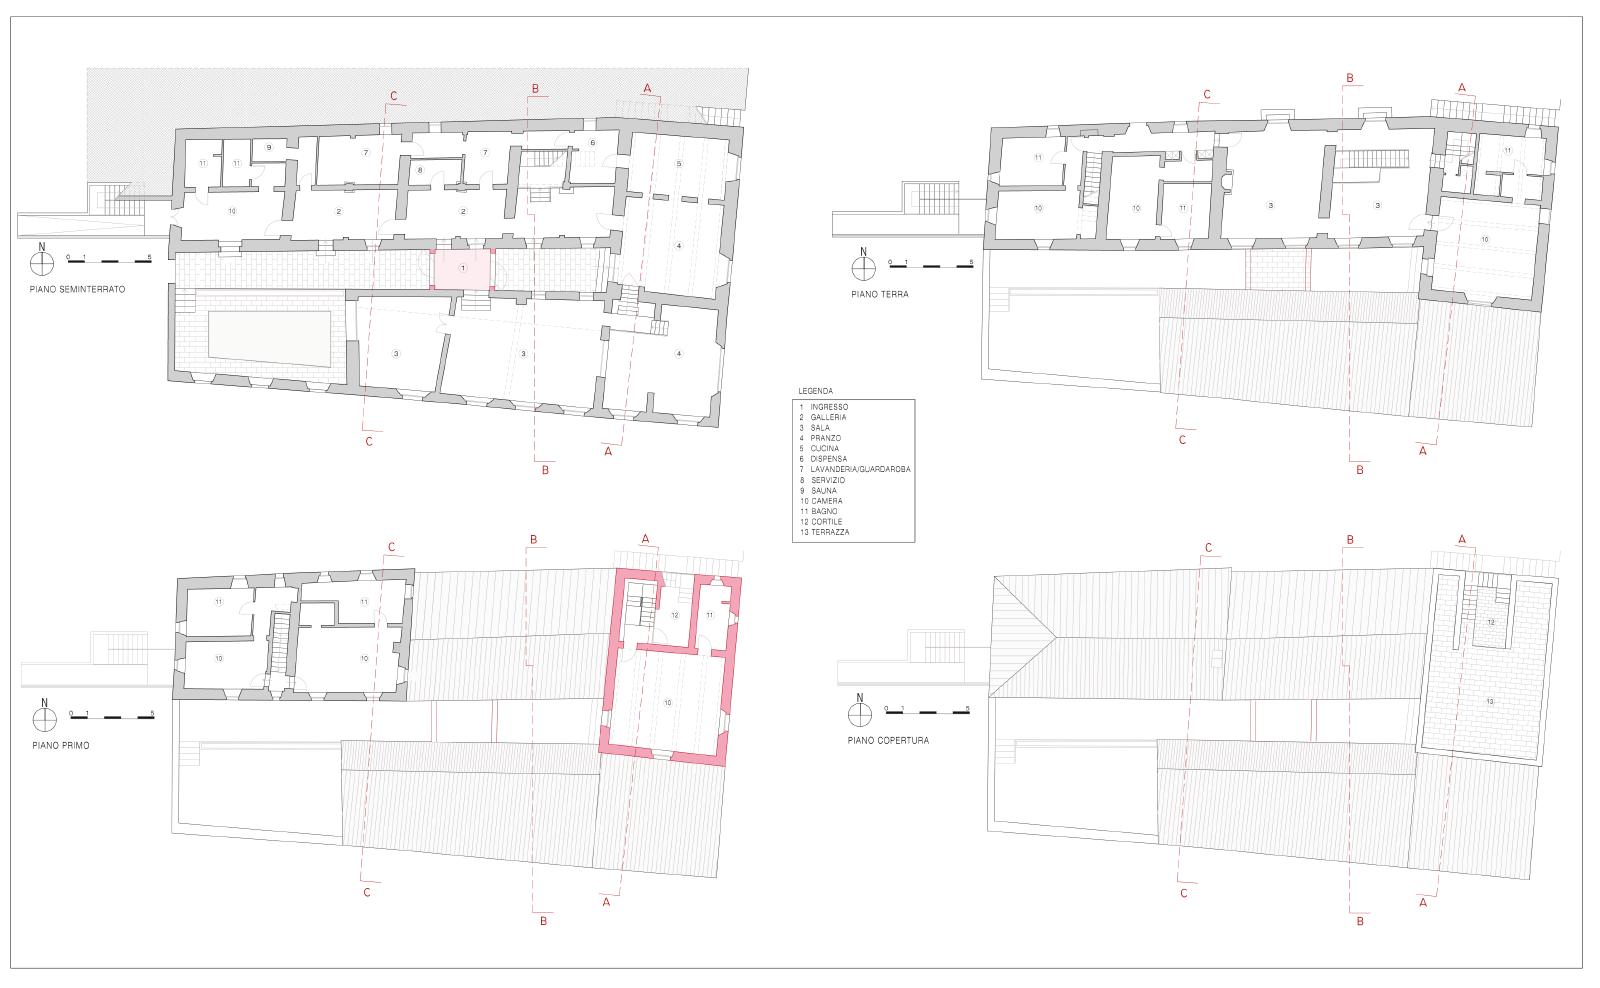 C
B
A
11
11
9
7
7
8
6
5
10
2
2
4
1
3
3
4
N
0 1 5
PIANO SEMINTERRATO
C
B
A
C
B
A
11
11
10
10
11
3
3
10
N
0 1 5
PIANO TERRA
C
B
A
LEGENDA
1 INGRESSO
2 GALLERIA
3 SALA
4 PRANZO
5 CUCINA
6 DISPENSA
7 LAVANDERIA/GUARDAROBA
8 SERVIZIO
9 SAUNA
10 CAMERA
11 BAGNO
12 CORTILE
13 TERRAZZA
C
B
A
11
11
12
11
10
10
10
N
0 1 5
PIANO PRIMO
C
B
A
C
B
A
12
13
N
0 1 5
PIANO COPERTURA
C
B
A